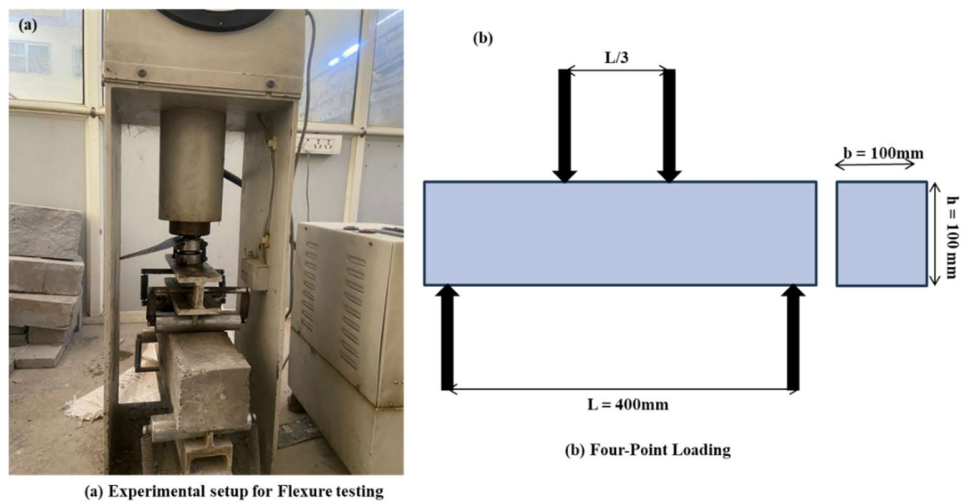 (a)
(b)
L/3
b = 100mm
h = 100 mm
L = 400mm
(b) Four-Point Loading
(a) Experimental setup for Flexure testing